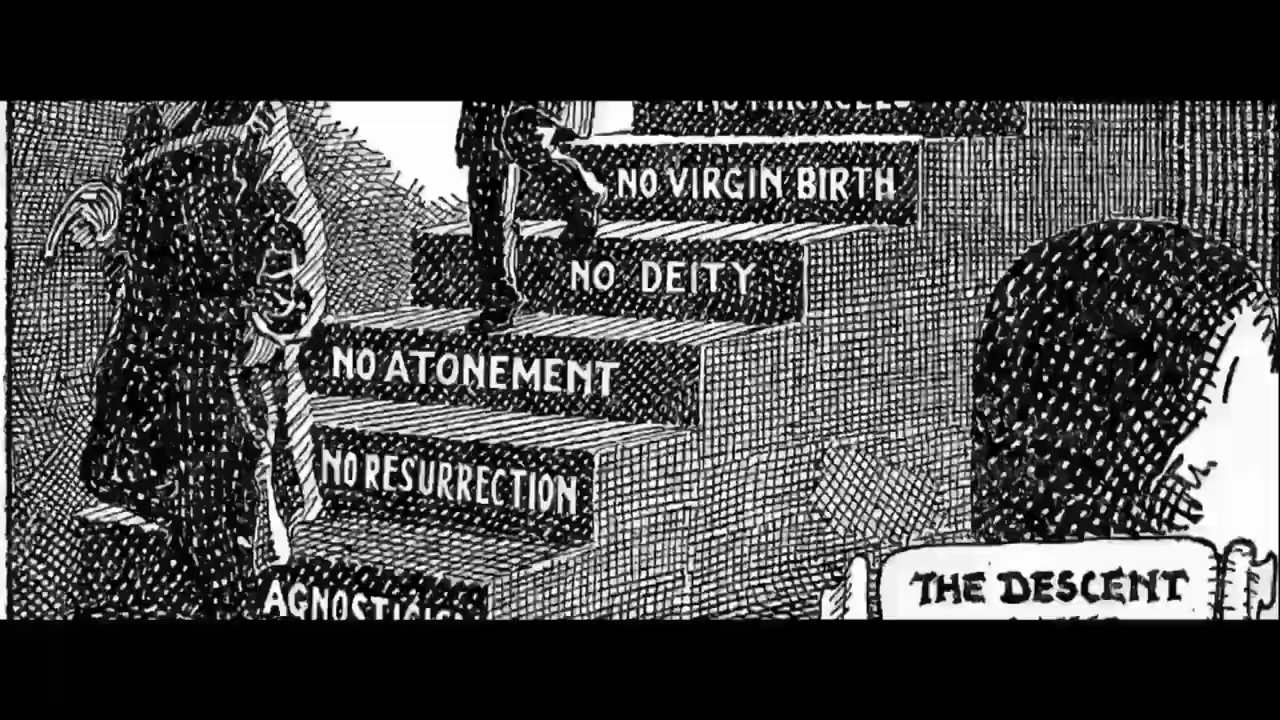 NO VIRGIN BIRTH
NO DEITY
NO ATONEMENT
NO RESURRECTION
THE DESCENT